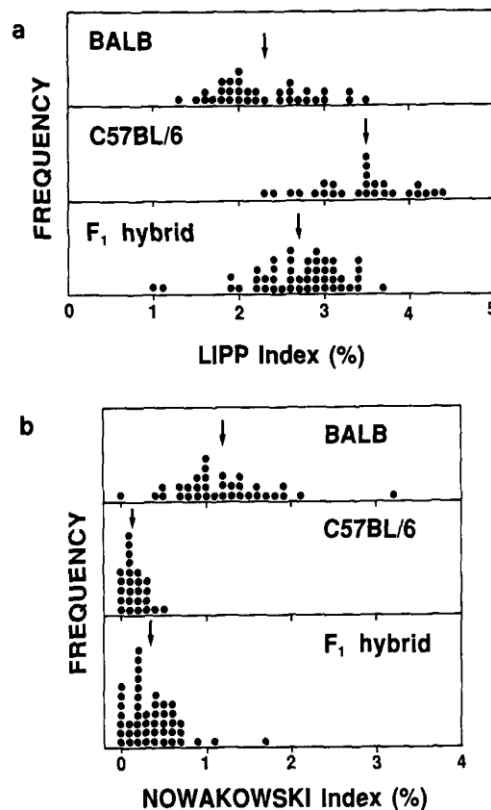 a
BALB
C57BL/6
F₁ hybrid
FREQUENCY
0 1 2 3 4 5
LIPP Index (%)
b
BALB
C57BL/6
F₁ hybrid
FREQUENCY
0 1 2 3 4
NOWAKOWSKI Index (%)